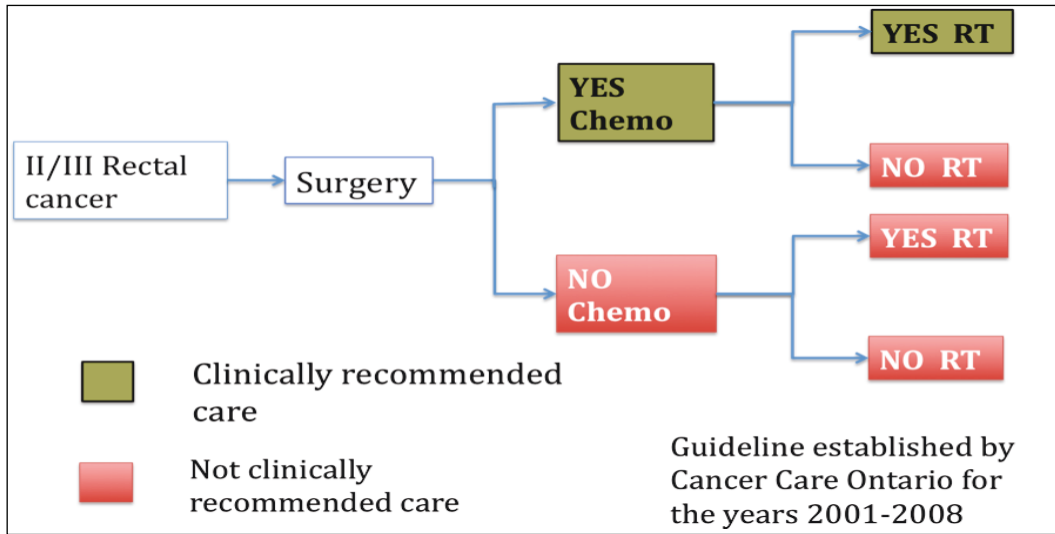 II/III Rectal
cancer
Surgery
YES
Chemo
NO
Chemo
YES RT
NO RT
YES RT
NO RT
Clinically recommended
care
Not clinically
recommended care
Guideline established by
Cancer Care Ontario for
the years 2001-2008